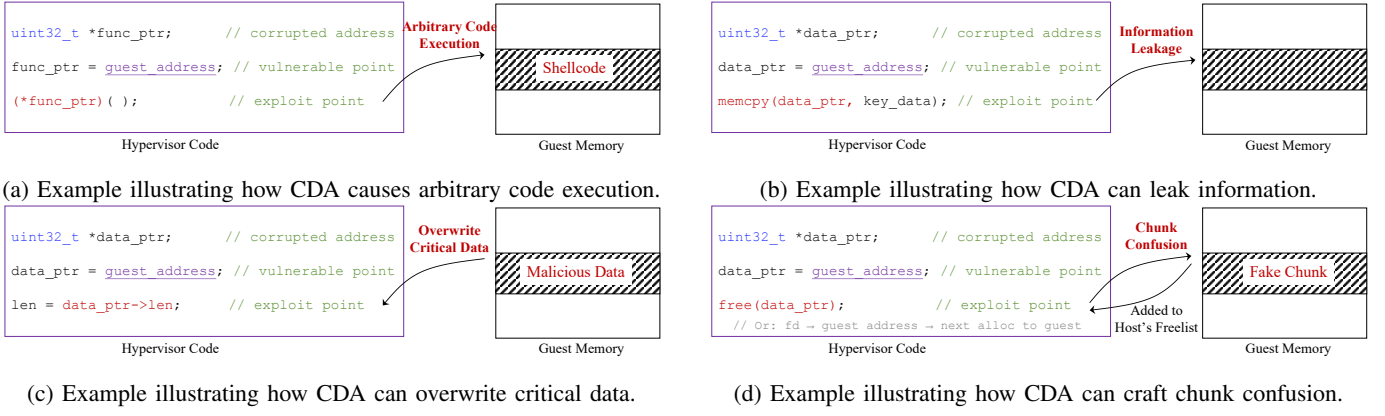 uint32_t *func_ptr; // corrupted address
func_ptr = guest_address; // vulnerable point
(*func_ptr)( ); // exploit point
Hypervisor Code
Arbitrary Code
Execution
Shellcode
Guest Memory
(a) Example illustrating how CDA causes arbitrary code execution.
uint32_t *data_ptr; // corrupted address
data_ptr = guest_address; // vulnerable point
memcpy(data_ptr, key_data); // exploit point
Hypervisor Code
Information
Leakage
Guest Memory
(b) Example illustrating how CDA can leak information.
uint32_t *data_ptr; // corrupted address
data_ptr = guest_address; // vulnerable point
len = data_ptr->len; // exploit point
Hypervisor Code
Overwrite
Critical Data
Malicious Data
Guest Memory
(c) Example illustrating how CDA can overwrite critical data.
uint32_t *data_ptr; // corrupted address
data_ptr = guest_address; // vulnerable point
free(data_ptr); // exploit point
// Or: fd → guest address → next alloc to guest
Hypervisor Code
Chunk
Confusion
Added to
Host's Freelist
Fake Chunk
Guest Memory
(d) Example illustrating how CDA can craft chunk confusion.